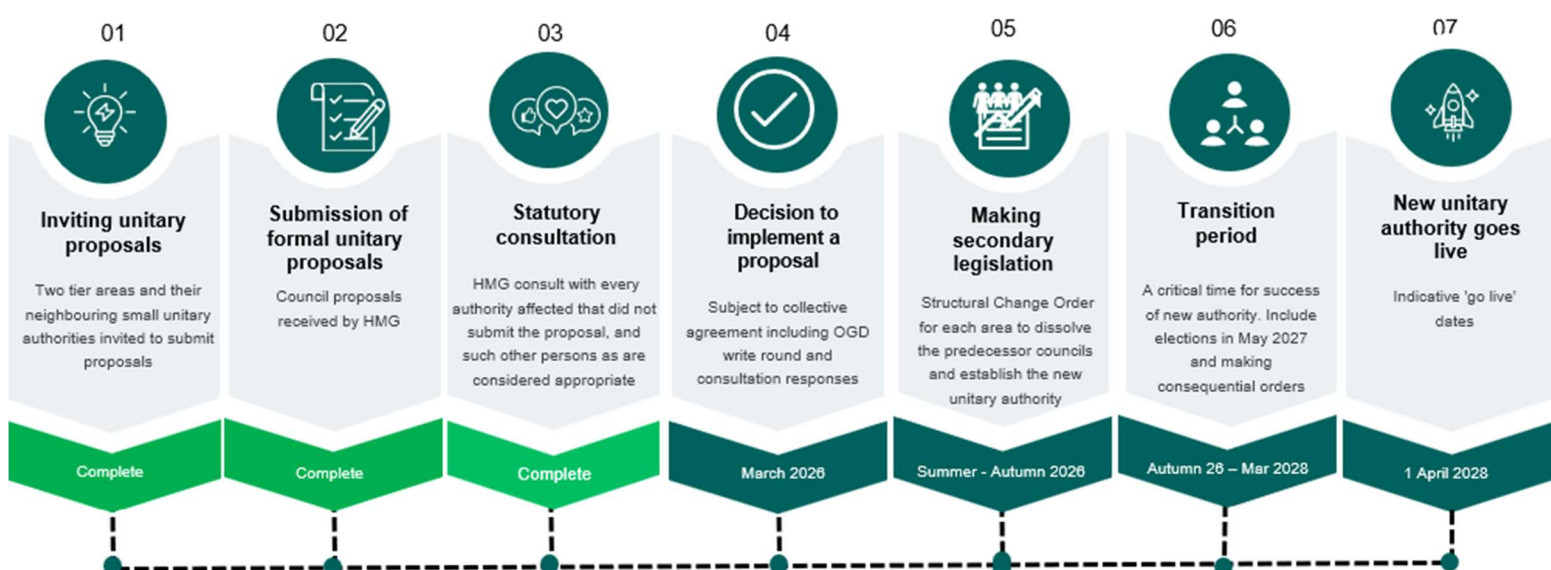 01
Inviting unitary
proposals
Two tier areas and their
neighbouring small unitary
authorities invited to submit
proposals
Complete
02
Submission of
formal unitary
proposals
Council proposals
received by HMG
Complete
03
Statutory
consultation
HMG consult with every
authority affected that did not
submit the proposal, and
such other persons as are
considered appropriate
Complete
04
Decision to
implement a
proposal
Subject to collective
agreement including OGD
write round and
consultation responses
March 2026
05
Making
secondary
legislation
Structural Change Order
for each area to dissolve
the predecessor councils
and establish the new
unitary authority
Summer - Autumn 2026
06
Transition
period
A critical time for success
of new authority. Include
elections in May 2027
and making
consequential orders
Autumn 26 – Mar 2028
07
New unitary
authority goes
live
Indicative 'go live'
dates
1 April 2028